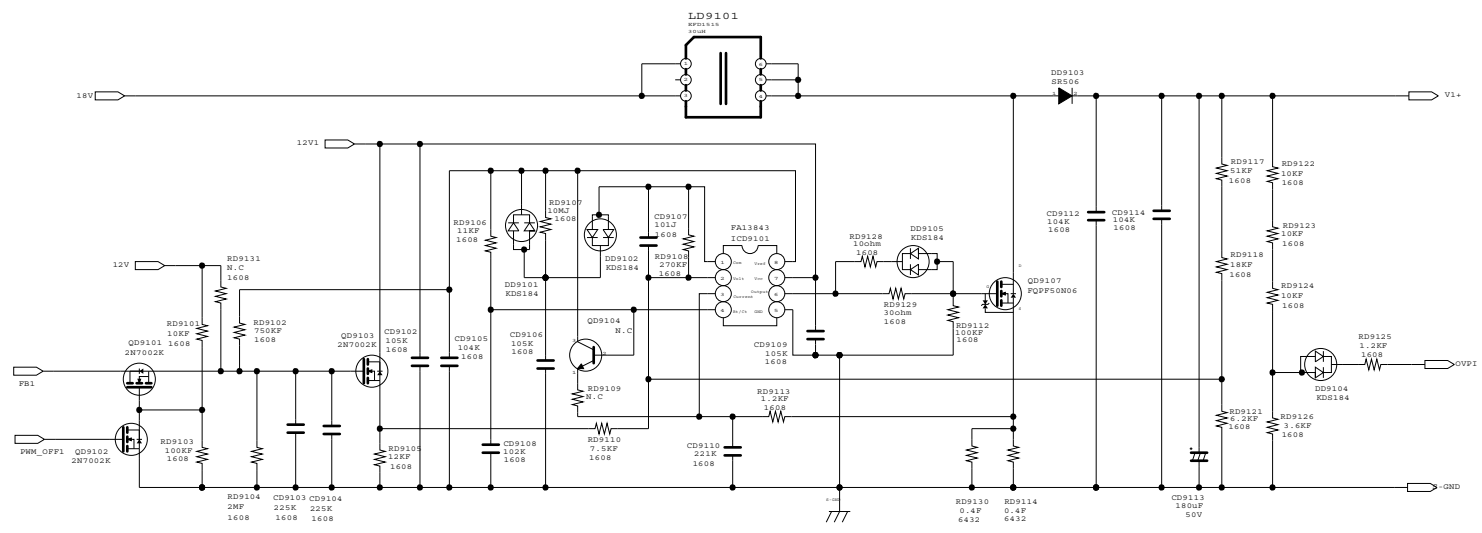 LD9101
KFD1515
30uH
18V
DD9103
SR506
V1+
12V1
RD9117
51KF
1608
RD9122
10KF
1608
RD9107
10MJ
1608
CD9107
101J
1608
FA13843
ICD9101
RD9106
11KF
1608
CD9112
104K
1608
CD9114
104K
1608
RD9123
10KF
1608
DD9105
KDS184
RD9128
10ohm
1608
RD9131
N.C
1608
12V
DD9102
KDS184
RD9108
270KF
1608
RD9118
18KF
1608
DD9101
KDS184
QD9107
FQPF50N06
RD9124
10KF
1608
RD9129
30ohm
1608
RD9101
10KF
1608
RD9102
750KF
1608
QD9104
N.C
RD9112
100KF
1608
QD9101
2N7002K
QD9103
2N7002K
CD9102
105K
1608
CD9105
104K
1608
CD9106
105K
1608
CD9109
105K
1608
RD9125
1.2KF
1608
OVP1
FB1
RD9109
N.C
RD9113
1.2KF
1608
DD9104
KDS184
RD9121
6.2KF
1608
RD9126
3.6KF
1608
PWM_OFF1
QD9102
2N7002K
RD9103
100KF
1608
RD9105
12KF
1608
CD9108
102K
1608
RD9110
7.5KF
1608
CD9110
221K
1608
RD9104
2MF
1608
CD9103
225K
1608
CD9104
225K
1608
S-GND
RD9130
0.4F
6432
RD9114
0.4F
6432
CD9113
180uF
50V
S-GND